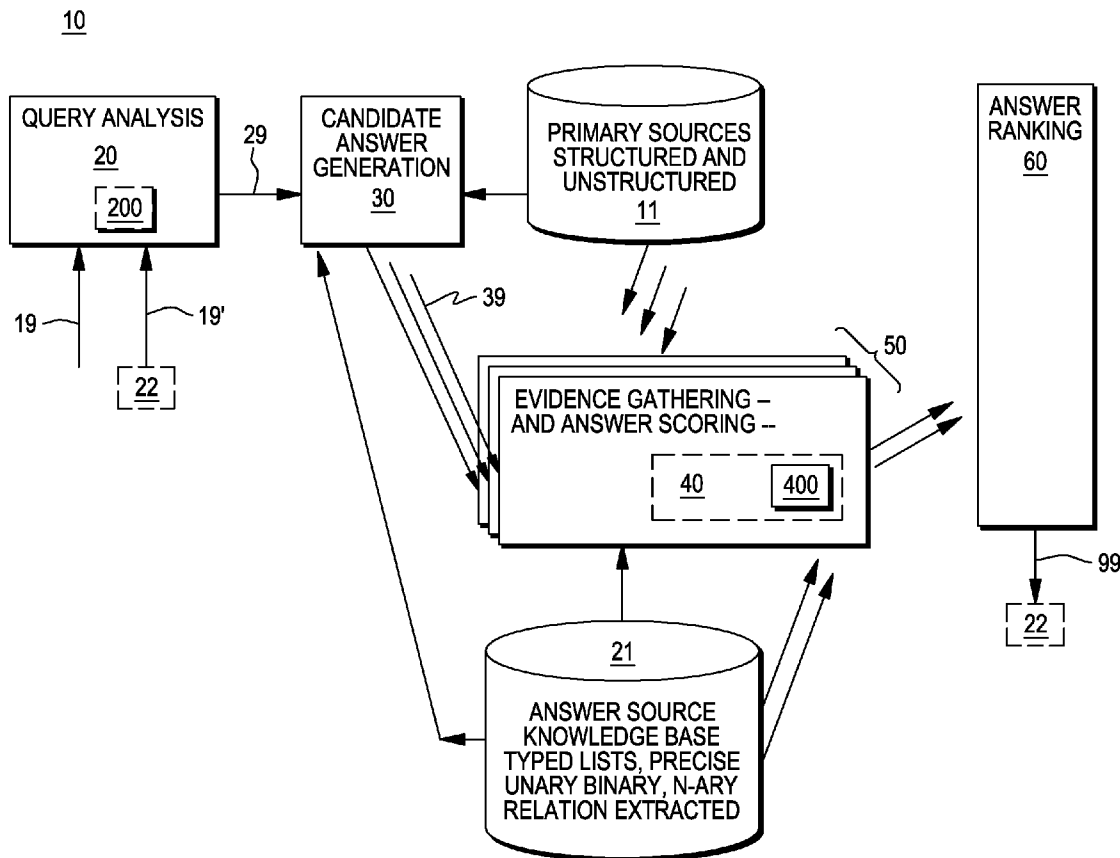 10
QUERY ANALYSIS
20
200
29
CANDIDATE
ANSWER
GENERATION
30
PRIMARY SOURCES
STRUCTURED AND
UNSTRUCTURED
11
ANSWER
RANKING
60
19
19'
22
39
50
EVIDENCE GATHERING –
AND ANSWER SCORING --
40
400
99
22
21
ANSWER SOURCE
KNOWLEDGE BASE
TYPED LISTS, PRECISE
UNARY BINARY, N-ARY
RELATION EXTRACTED